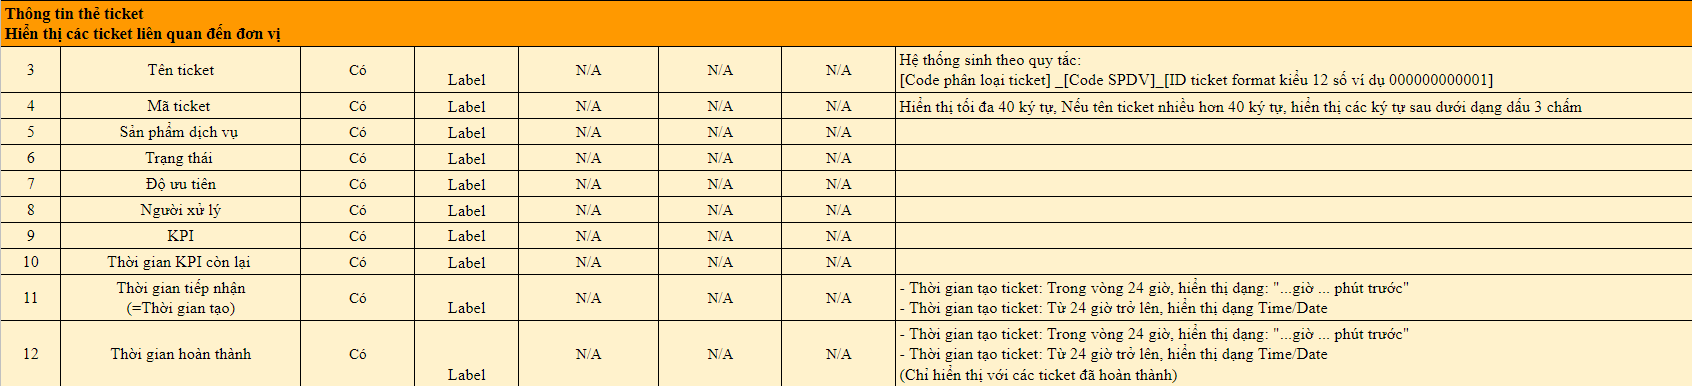 Thông tin thẻ ticket
Hiển thị các ticket liên quan đến đơn vị
3 Tên ticket Có Label N/A N/A N/A Hệ thống sinh theo quy tắc:
[Code phân loại ticket] _[Code SPDV]_[ID ticket format kiểu 12 số ví dụ 000000000001]
4 Mã ticket Có Label N/A N/A N/A Hiển thị tối đa 40 ký tự, Nếu tên ticket nhiều hơn 40 ký tự, hiển thị các ký tự sau dưới dạng dấu 3 chấm
5 Sản phẩm dịch vụ Có Label N/A N/A N/A
6 Trạng thái Có Label N/A N/A N/A
7 Độ ưu tiên Có Label N/A N/A N/A
8 Người xử lý Có Label N/A N/A N/A
9 KPI Có Label N/A N/A N/A
10 Thời gian KPI còn lại Có Label N/A N/A N/A
11 Thời gian tiếp nhận
(=Thời gian tạo) Có Label N/A N/A N/A - Thời gian tạo ticket: Trong vòng 24 giờ, hiển thị dạng: "...giờ ... phút trước"
- Thời gian tạo ticket: Từ 24 giờ trở lên, hiển thị dạng Time/Date
12 Thời gian hoàn thành Có Label N/A N/A N/A - Thời gian tạo ticket: Trong vòng 24 giờ, hiển thị dạng: "...giờ ... phút trước"
- Thời gian tạo ticket: Từ 24 giờ trở lên, hiển thị dạng Time/Date
(Chỉ hiển thị với các ticket đã hoàn thành)